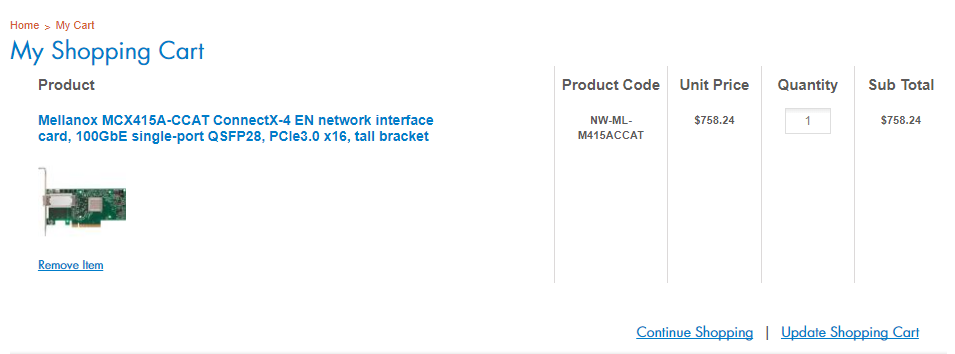 Home > My Cart
My Shopping Cart
Product Product Code Unit Price Quantity Sub Total
Mellanox MCX415A-CCAT ConnectX-4 EN network interface
card, 100GbE single-port QSFP28, PCIe3.0 x16, tall bracket
NW-ML-
M415ACCAT
$758.24
1
$758.24
Remove Item
Continue Shopping | Update Shopping Cart